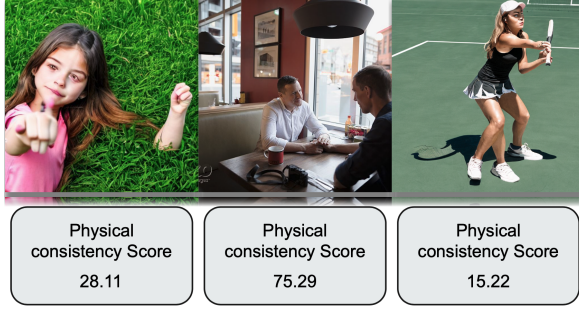 Physical
consistency Score
28.11
Physical
consistency Score
75.29
Physical
consistency Score
15.22